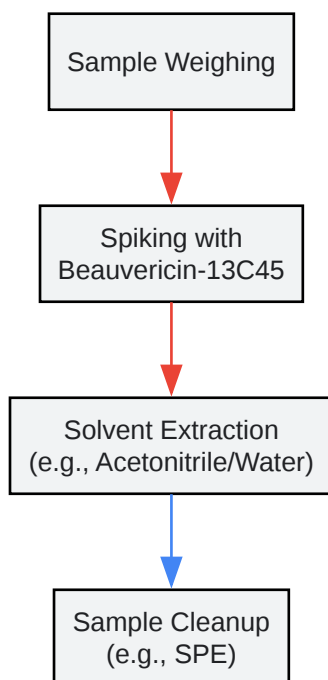 Sample Weighing
Spiking with
Beauvericin-13C45
Solvent Extraction
(e.g., Acetonitrile/Water)
Sample Cleanup
(e.g., SPE)